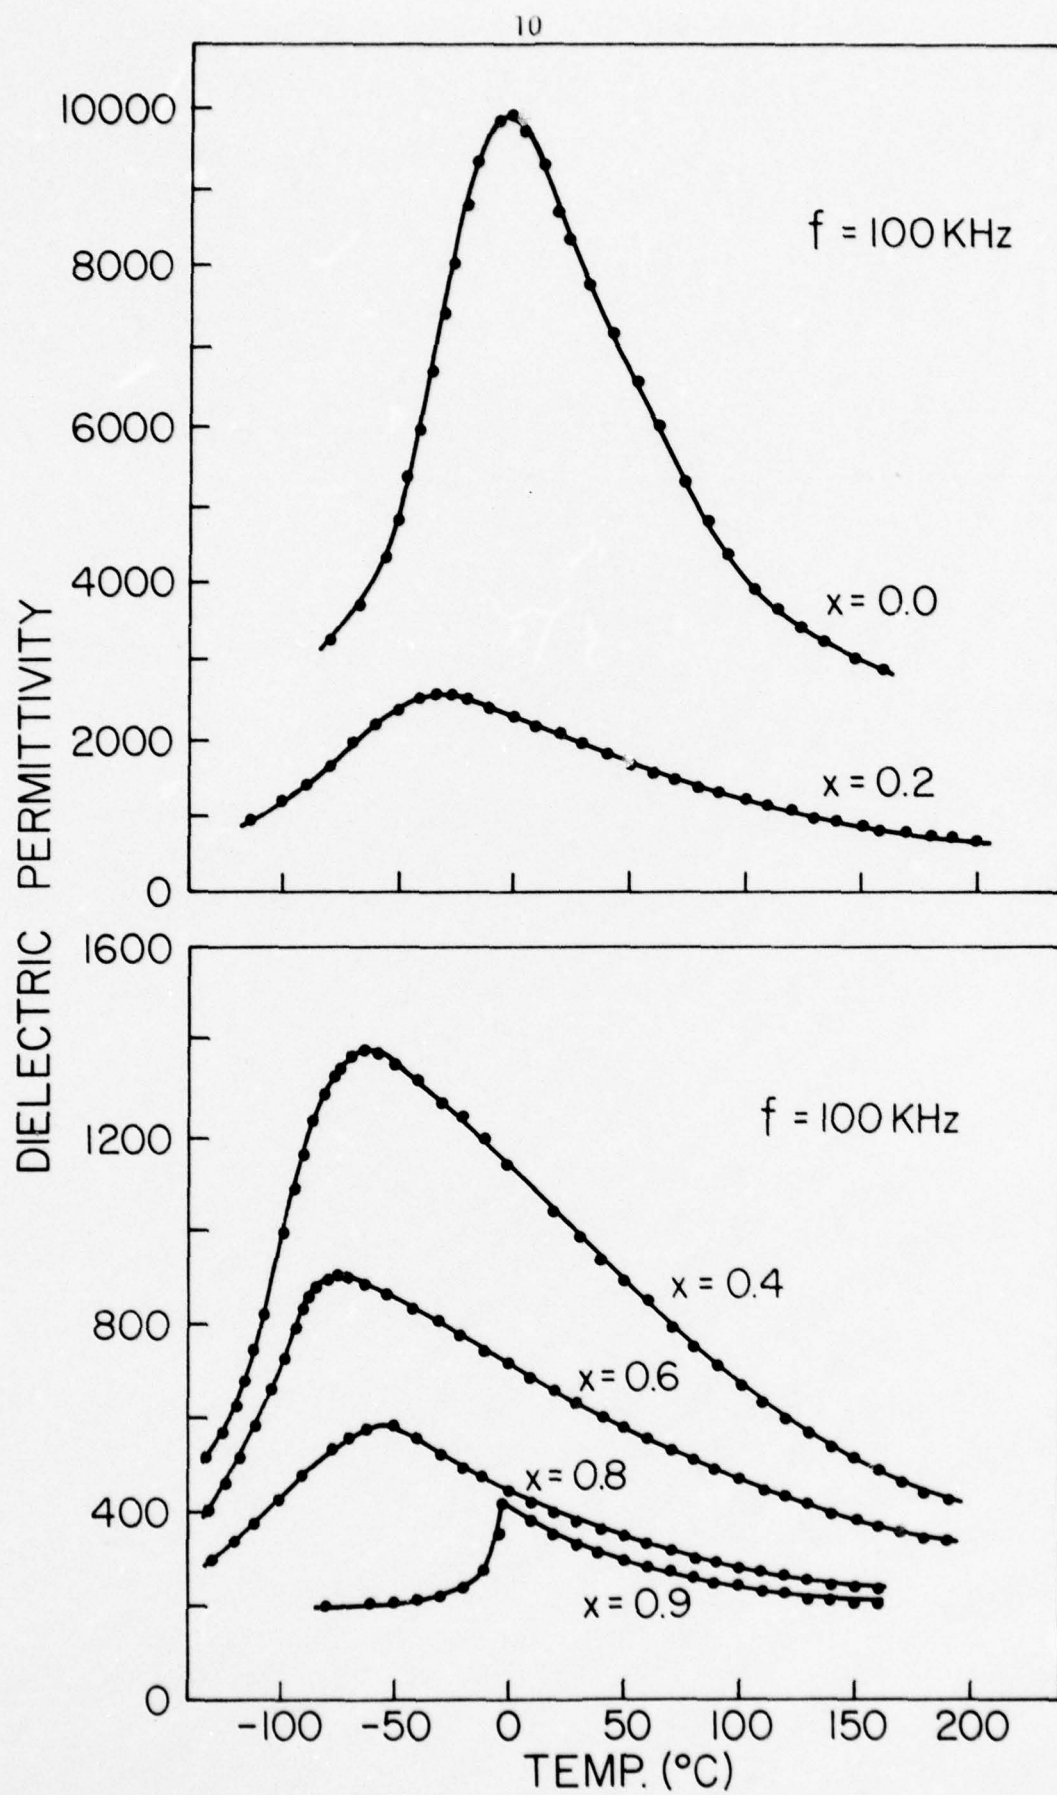 10
DIELECTRIC PERMITTIVITY
10000
8000
6000
4000
2000
0
f = 100 KHz
x = 0.0
x = 0.2
1600
1200
800
400
0
f = 100 KHz
x = 0.4
x = 0.6
x = 0.8
x = 0.9
-100 -50 0 50 100 150 200
TEMP. (°C)